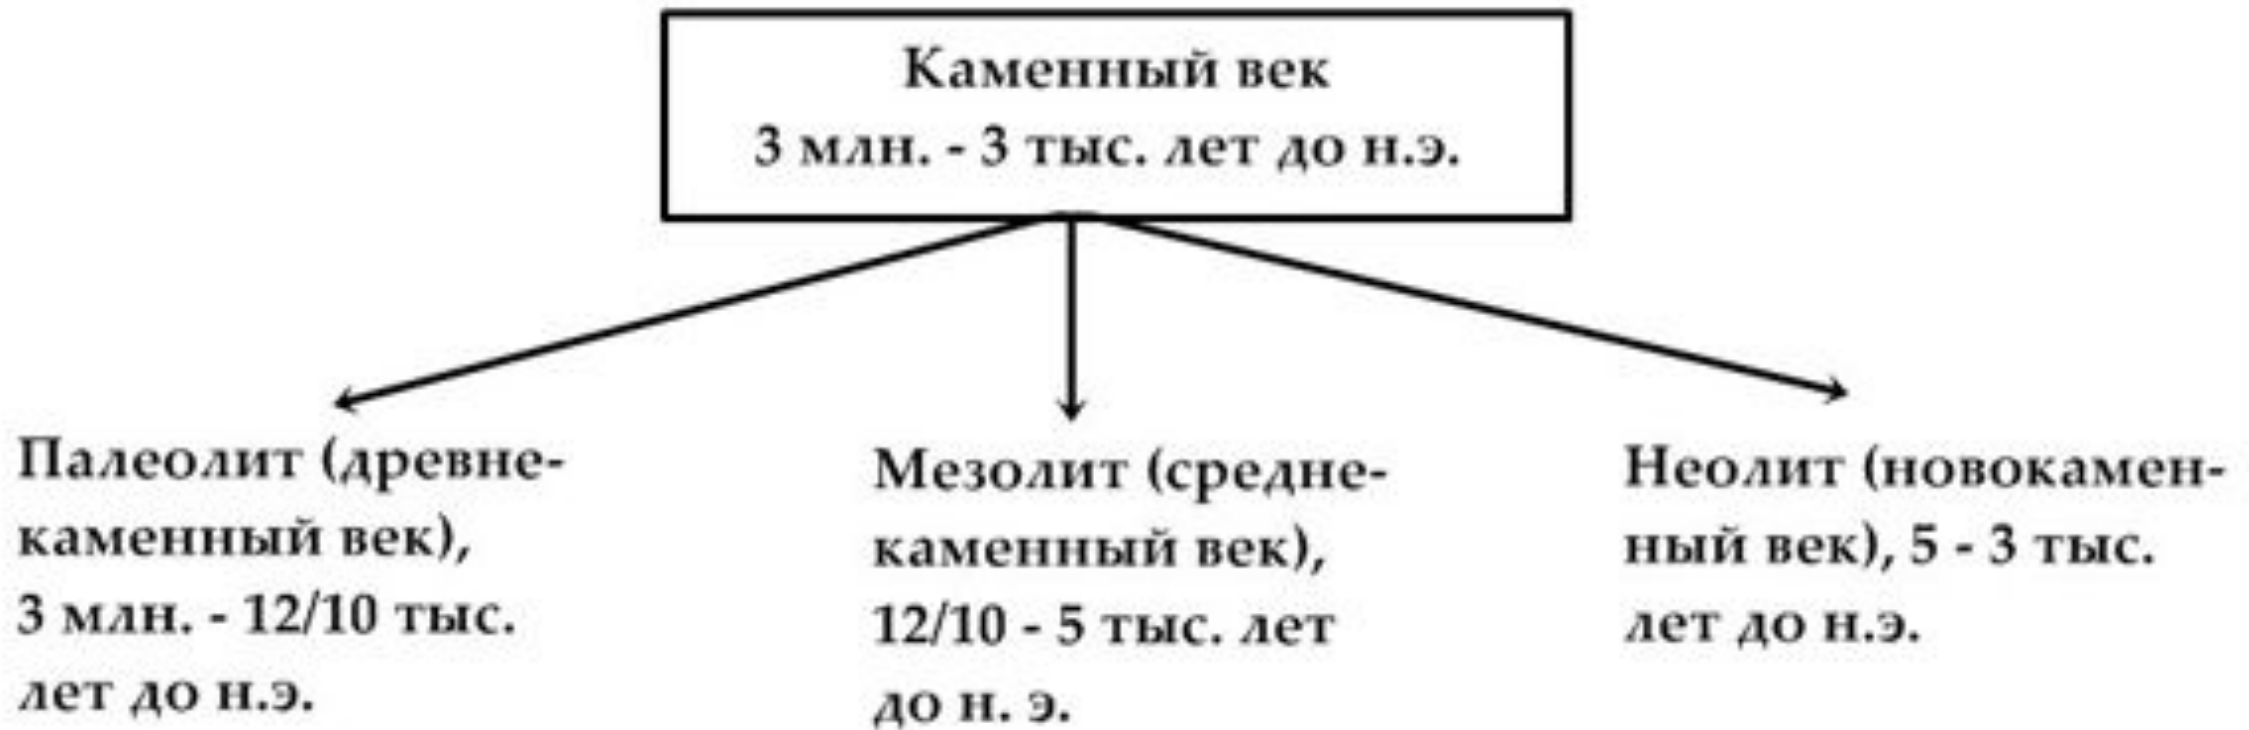 Каменный век
3 млн. - 3 тыс. лет до н.э.
Палеолит (древне-
каменный век),
3 млн. - 12/10 тыс.
лет до н.э.
Мезолит (средне-
каменный век),
12/10 - 5 тыс. лет
до н. э.
Неолит (новокамен-
ный век), 5 - 3 тыс.
лет до н.э.